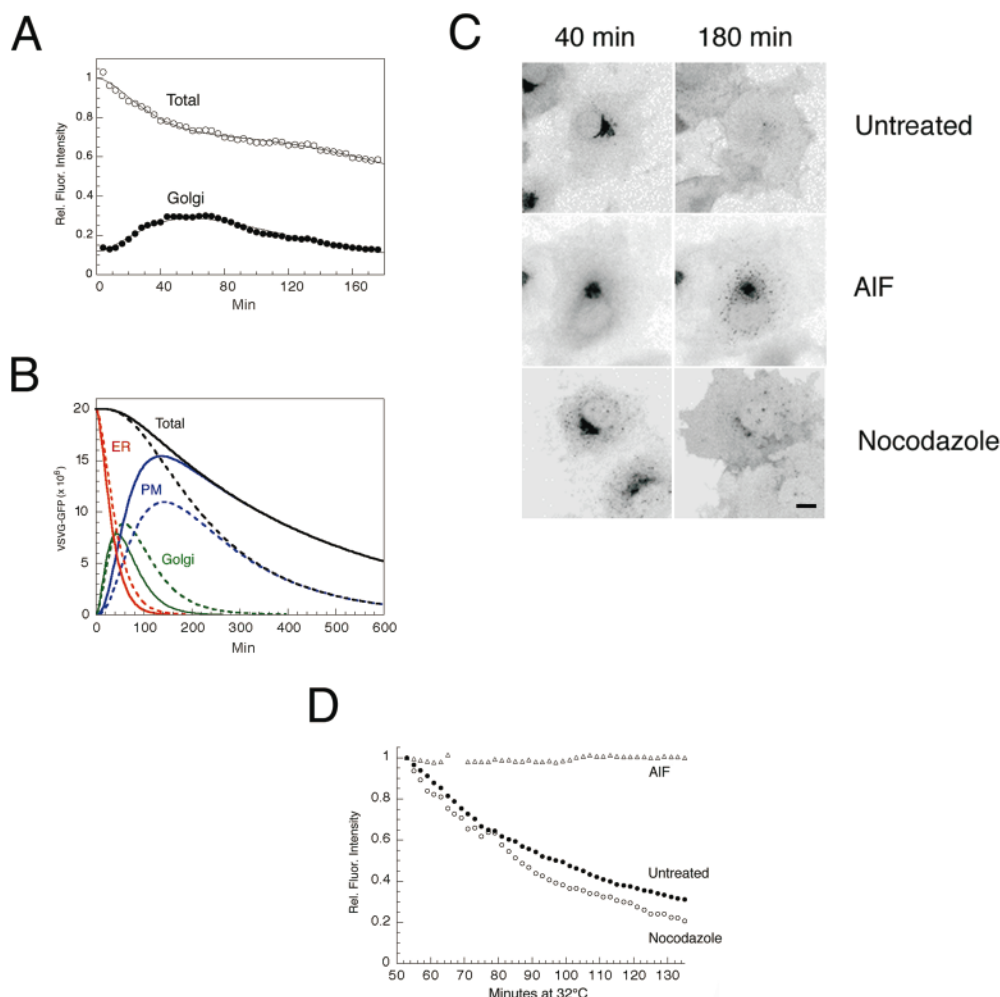 A
Rel. Fluor. Intensity
1
0.8
0.6
0.4
0.2
0
Total
Golgi
0 40 80 120 160
Min
B
VSVG-GFP (x 10⁶)
20
15
10
5
0
Total
ER
PM
Golgi
0 100 200 300 400 500 600
Min
C
40 min 180 min
Untreated
AlF
Nocodazole
D
Rel. Fluor. Intensity
1
0.8
0.6
0.4
0.2
0
AlF
Untreated
Nocodazole
50 60 70 80 90 100 110 120 130
Minutes at 32°C